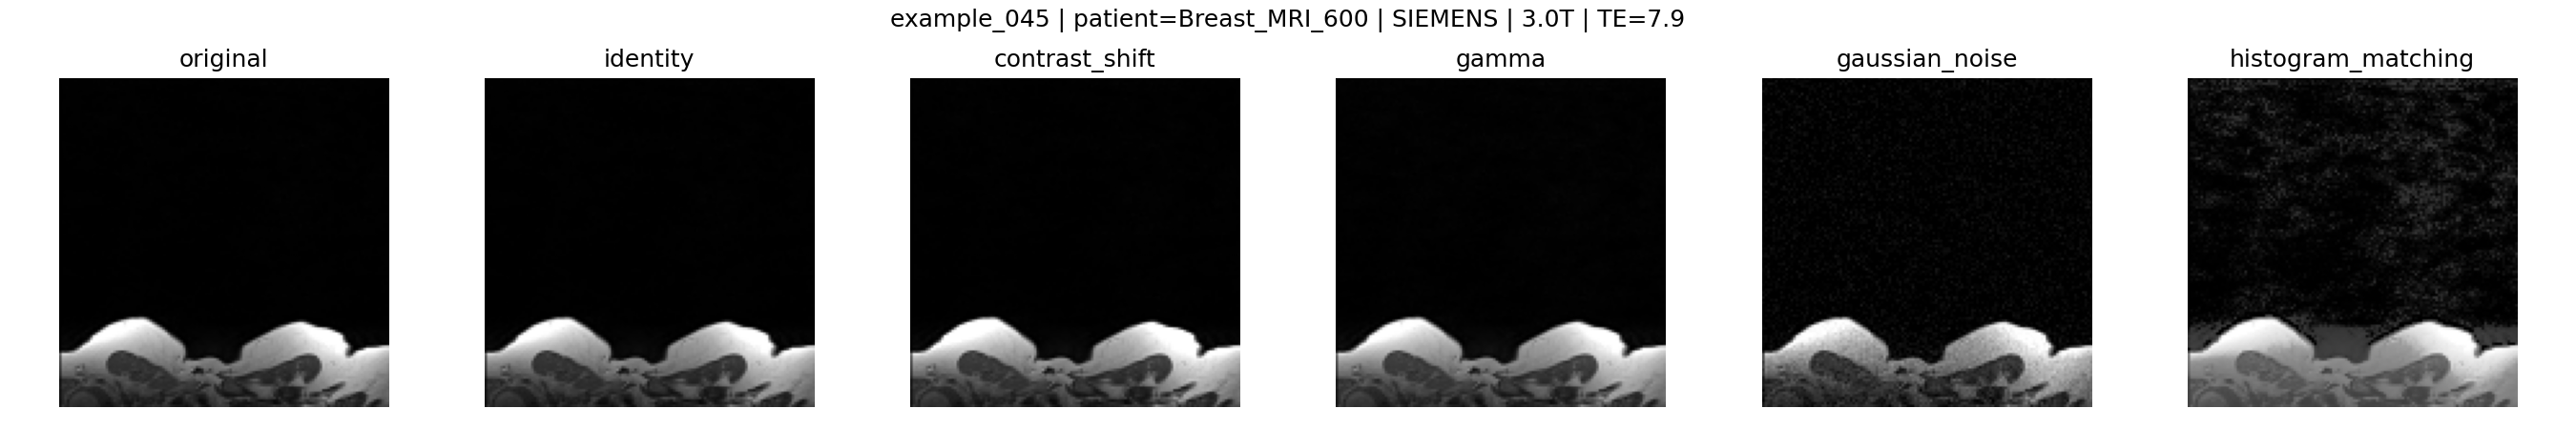 example_045 | patient=Breast_MRI_600 | SIEMENS | 3.0T | TE=7.9
original identity contrast_shift gamma gaussian_noise histogram_matching